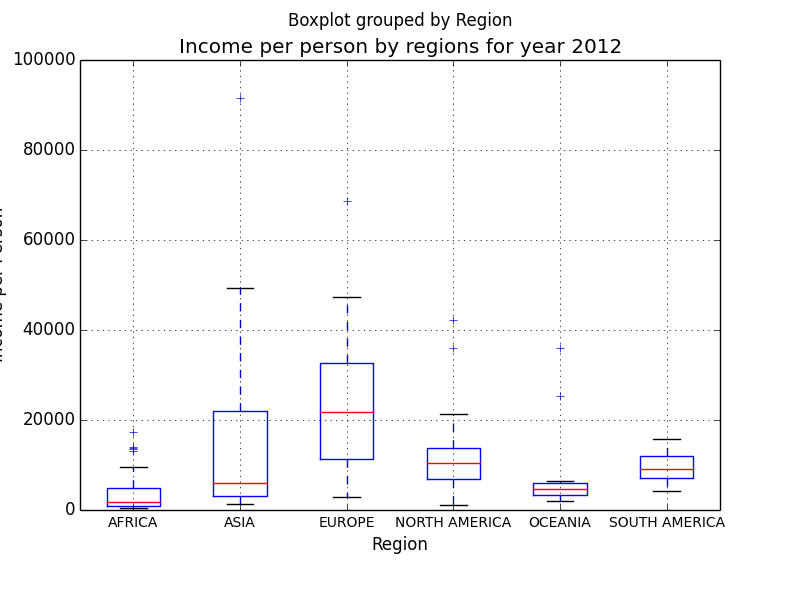 Boxplot grouped by Region
Income per person by regions for year 2012
100000
80000
60000
40000
20000
0
AFRICA ASIA EUROPE NORTH AMERICA OCEANIA SOUTH AMERICA
Region